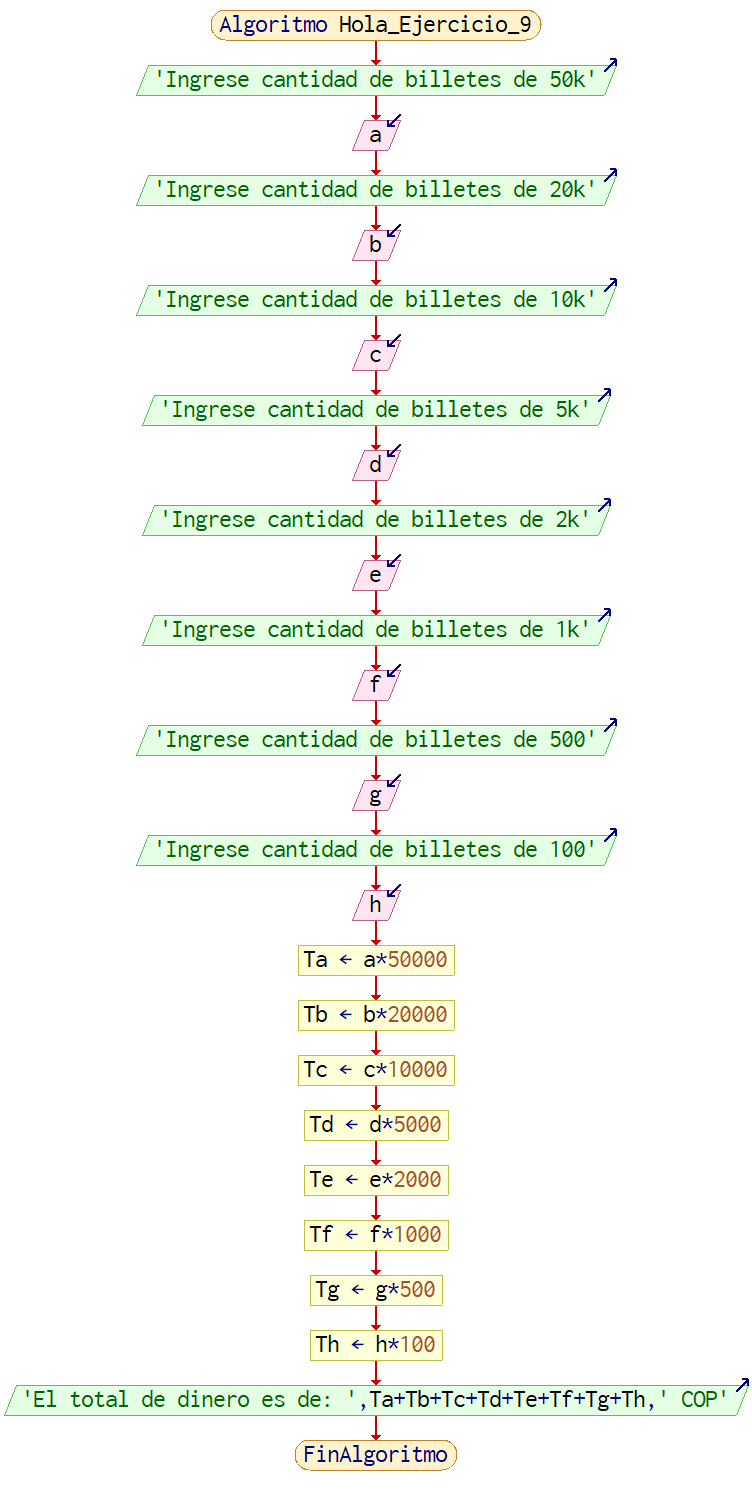 Algoritmo Hola_Ejercicio_9
'Ingrese cantidad de billetes de 50k'
a
'Ingrese cantidad de billetes de 20k'
b
'Ingrese cantidad de billetes de 10k'
c
'Ingrese cantidad de billetes de 5k'
d
'Ingrese cantidad de billetes de 2k'
e
'Ingrese cantidad de billetes de 1k'
f
'Ingrese cantidad de billetes de 500'
g
'Ingrese cantidad de billetes de 100'
h
Ta ← a*50000
Tb ← b*20000
Tc ← c*10000
Td ← d*5000
Te ← e*2000
Tf ← f*1000
Tg ← g*500
Th ← h*100
'El total de dinero es de: ',Ta+Tb+Tc+Td+Te+Tf+Tg+Th,' COP'
FinAlgoritmo